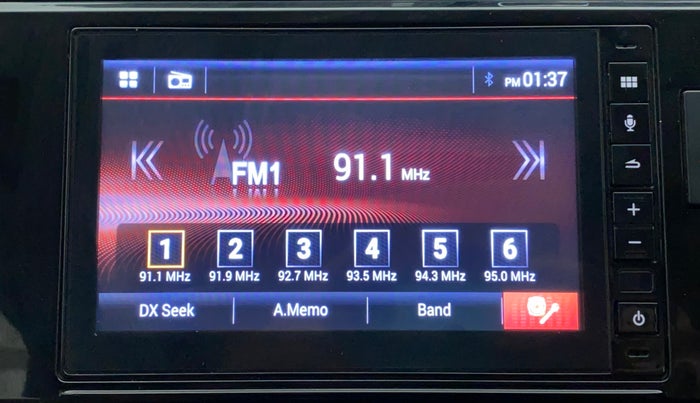 PM 01:37
FM1 91.1 MHz
1 2 3 4 5 6
91.1 MHz 91.9 MHz 92.7 MHz 93.5 MHz 94.3 MHz 95.0 MHz
DX Seek A.Memo Band